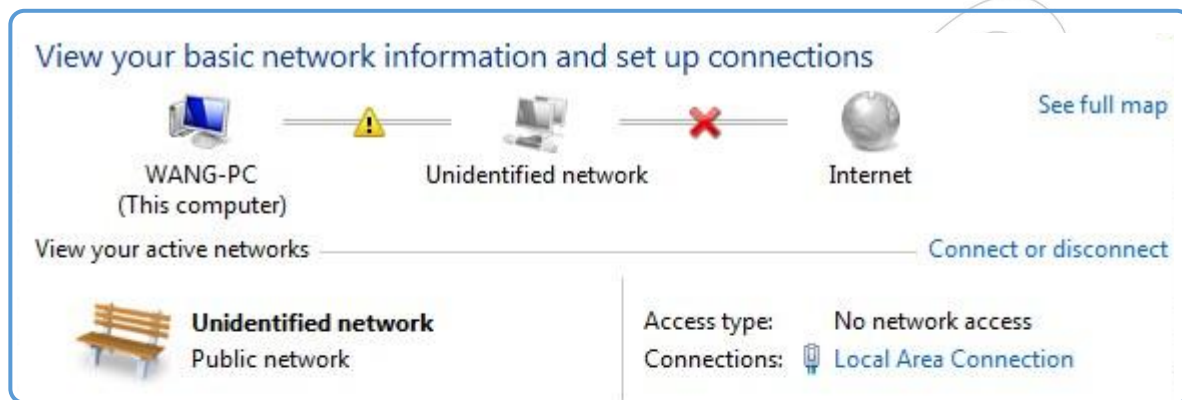 View your basic network information and set up connections
See full map
WANG-PC
(This computer)
Unidentified network
Internet
View your active networks
Connect or disconnect
Unidentified network
Public network
Access type: No network access
Connections: Local Area Connection